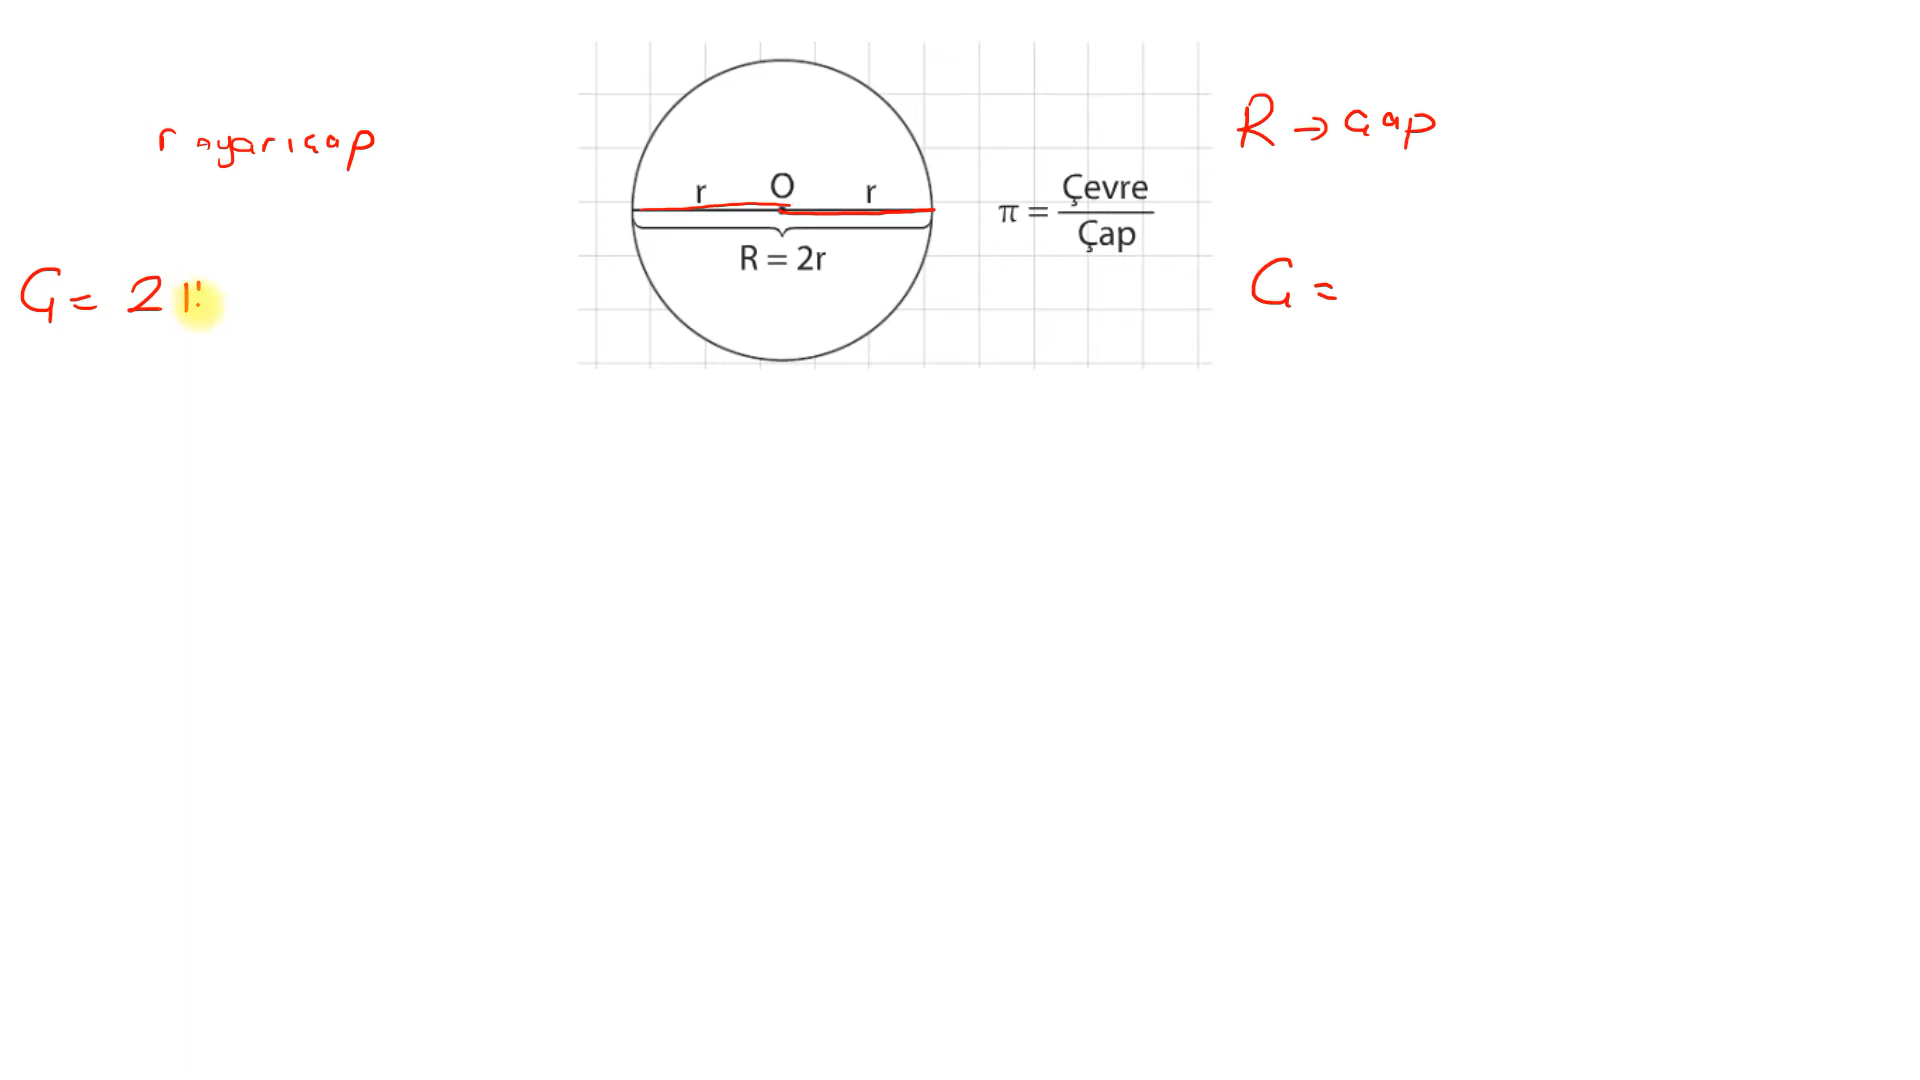 r → yarıçap
R → çap
r O r
R = 2r
π = Çevre / Çap
Ç = 2
Ç =